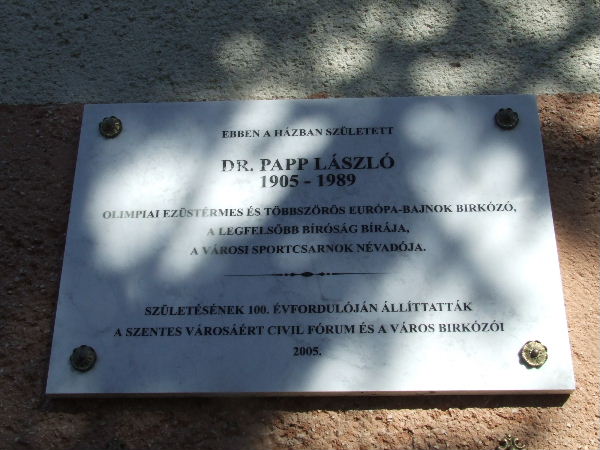 EBBEN A HÁZBAN SZÜLETETT
DR. PAPP LÁSZLÓ
1905 - 1989
OLIMPIAI EZÜSTÉRMES ÉS TÖBBSZÖRÖS EURÓPA-BAJNOK BIRKÓZÓ,
A LEGFELSŐBB BÍRÓSÁG BÍRÁJA,
A VÁROSI SPORTCSARNOK NÉVADÓJA.
SZÜLETÉSÉNEK 100. ÉVFORDULÓJÁN ÁLLÍTTATTÁK
A SZENTES VÁROSÁÉRT CIVIL FÓRUM ÉS A VÁROS BIRKÓZÓI
2005.